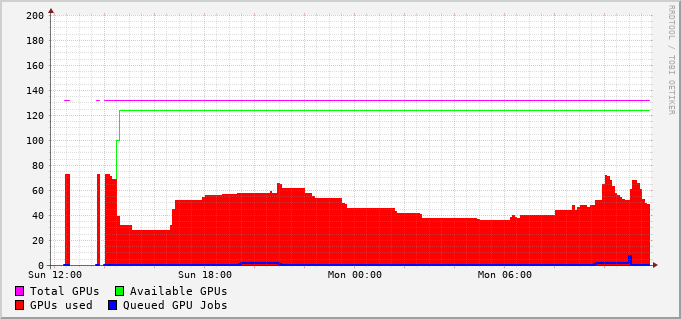 200
180
160
140
120
100
80
60
40
20
0
Sun 12:00 Sun 18:00 Mon 00:00 Mon 06:00
Total GPUs Available GPUs
GPUs used Queued GPU Jobs
RRDTOOL / TOBI OETIKER